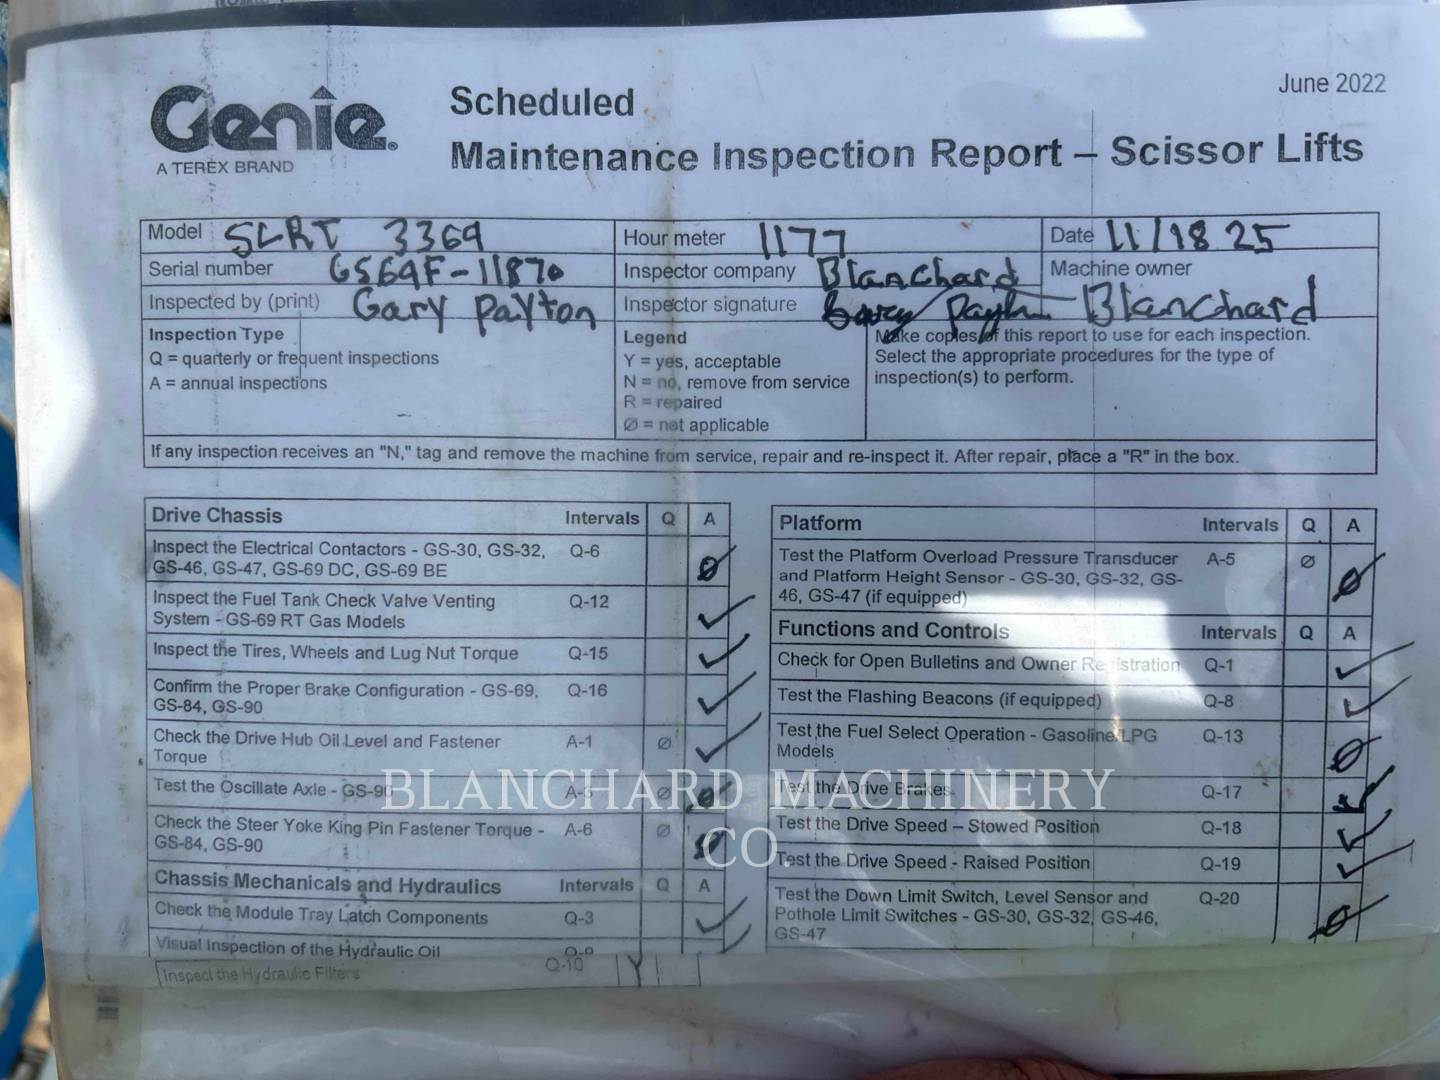 June 2022
Genie.
A TEREX BRAND
Scheduled
Maintenance Inspection Report – Scissor Lifts
Model GLRT 3369
Hour meter 1177
Date 11/18 25
Serial number GS69F-11870
Inspector company Blanchard
Machine owner
Blanchard
Inspected by (print) Gary Payton
Inspector signature Gary
Inspection Type
Q = quarterly or frequent inspections
A = annual inspections
Legend
Y = yes, acceptable
N = no, remove from service
R = repaired
Ø = not applicable
Make copies of this report to use for each inspection.
Select the appropriate procedures for the type of
inspection(s) to perform.
If any inspection receives an "N," tag and remove the machine from service, repair and re-inspect it. After repair, place a "R" in the box.
Drive Chassis Intervals Q A
Inspect the Electrical Contactors - GS-30, GS-32, Q-6 Ø
GS-46, GS-47, GS-69 DC, GS-69 BE
Inspect the Fuel Tank Check Valve Venting Q-12 ✓
System - GS-69 RT Gas Models
Inspect the Tires, Wheels and Lug Nut Torque Q-15 ✓
Confirm the Proper Brake Configuration - GS-69, Q-16 ✓
GS-84, GS-90
Check the Drive Hub Oil Level and Fastener A-1 Ø ✓
Torque
Test the Oscillate Axle - GS-90 Ø Ø
Check the Steer Yoke King Pin Fastener Torque - A-6 Ø Ø
GS-84, GS-90
Chassis Mechanicals and Hydraulics Intervals Q A
Check the Module Tray Latch Components Q-3 ✓
Visual Inspection of the Hydraulic Oil Q-9 ✓
Inspect the Hydraulic Filters Q-10 Y
Platform Intervals Q A
Test the Platform Overload Pressure Transducer A-5 Ø Ø
and Platform Height Sensor - GS-30, GS-32, GS-
46, GS-47 (if equipped)
Functions and Controls Intervals Q A
Check for Open Bulletins and Owner Registration Q-1 ✓
Test the Flashing Beacons (if equipped) Q-8 ✓
Test the Fuel Select Operation - Gasoline/LPG Q-13 Ø
Models
Test the Drive Brakes Q-17 ✓
Test the Drive Speed – Stowed Position Q-18 ✓
Test the Drive Speed - Raised Position Q-19 ✓
Test the Down Limit Switch, Level Sensor and Q-20 Ø
Pothole Limit Switches - GS-30, GS-32, GS-46,
GS-47
BLANCHARD MACHINERY
CO.